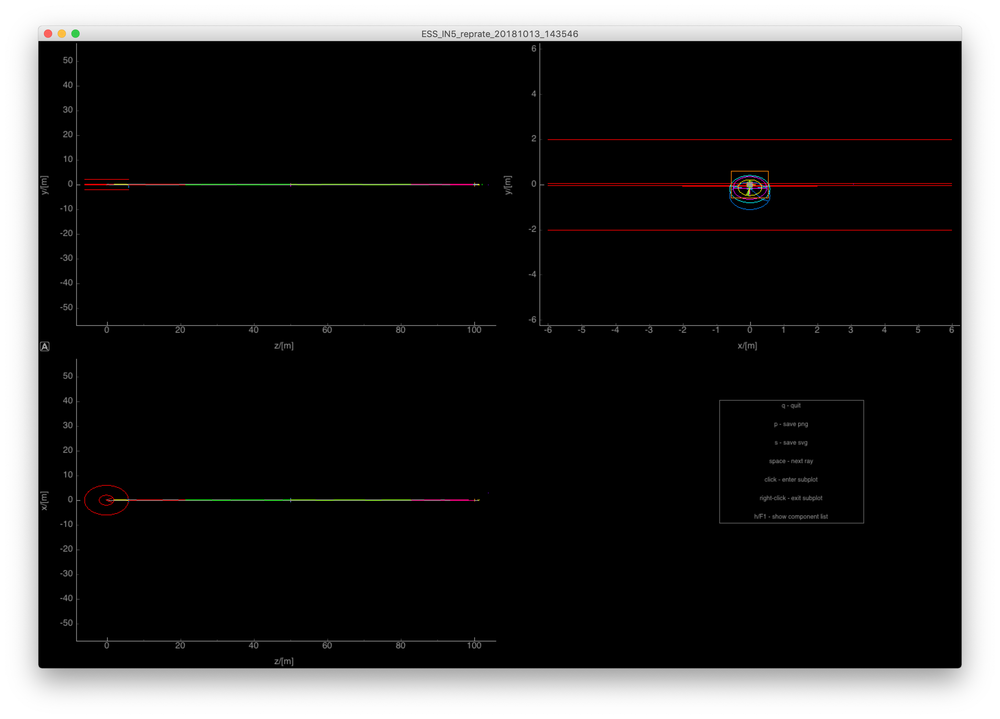 ESS_IN5_reprate_20181013_143546
50
40
30
20
10
0
-10
-20
-30
-40
-50
y/[m]
0 20 40 60 80 100
z/[m]
6
4
2
0
-2
-4
-6
y/[m]
-6 -5 -4 -3 -2 -1 0 1 2 3 4 5 6
x/[m]
A
50
40
30
20
10
0
-10
-20
-30
-40
-50
x/[m]
0 20 40 60 80 100
z/[m]
q - quit
p - save png
s - save svg
space - next ray
click - enter subplot
right-click - exit subplot
h/F1 - show component list